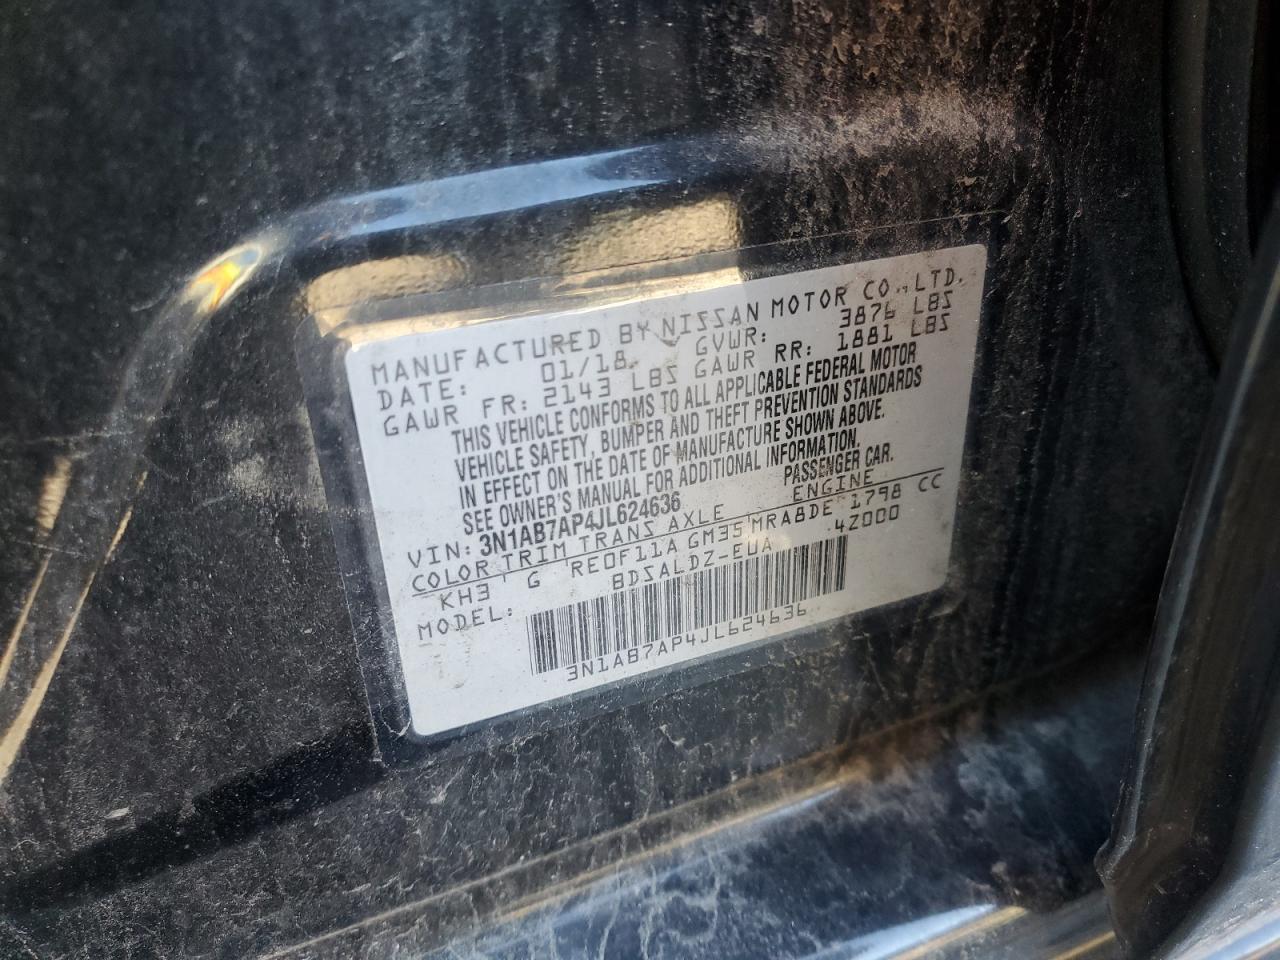 MANUFACTURED BY NISSAN MOTOR CO.,LTD.
DATE: 01/18 GVWR: 3876 LBS
GAWR FR: 2143 LBS GAWR RR: 1881 LBS
THIS VEHICLE CONFORMS TO ALL APPLICABLE FEDERAL MOTOR
VEHICLE SAFETY, BUMPER AND THEFT PREVENTION STANDARDS
IN EFFECT ON THE DATE OF MANUFACTURE SHOWN ABOVE.
SEE OWNER'S MANUAL FOR ADDITIONAL INFORMATION.
VIN: 3N1AB7AP4JL624636 PASSENGER CAR.
COLOR TRIM TRANS AXLE ENGINE
KH3 G RE0F11A GM35 MRA8DE 1798 CC
MODEL: BDSALDZ-EUA 4Z000
3N1AB7AP4JL624636